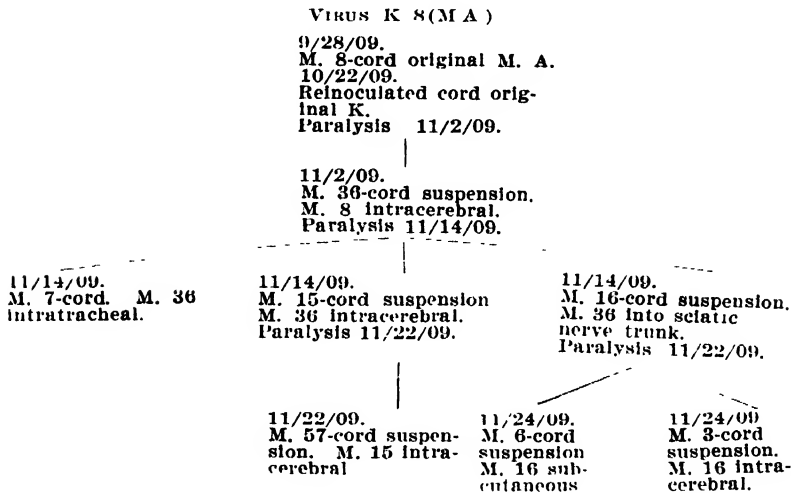 VIRUS K 8(M A)
9/28/09.
M. 8-cord original M. A.
10/22/09.
Reinoculated cord orig-
inal K.
Paralysis 11/2/09.
11/2/09.
M. 36-cord suspension.
M. 8 intracerebral.
Paralysis 11/14/09.
11/14/09.
M. 7-cord. M. 36
intratracheal.
11/14/09.
M. 15-cord suspension
M. 36 intracerebral.
Paralysis 11/22/09.
11/14/09.
M. 16-cord suspension.
M. 36 into sciatic
nerve trunk.
Paralysis 11/22/09.
11/22/09.
M. 57-cord suspen-
sion. M. 15 intra-
cerebral
11/24/09.
M. 6-cord
suspension
M. 16 sub-
cutaneous
11/24/09
M. 3-cord
suspension.
M. 16 intra-
cerebral.